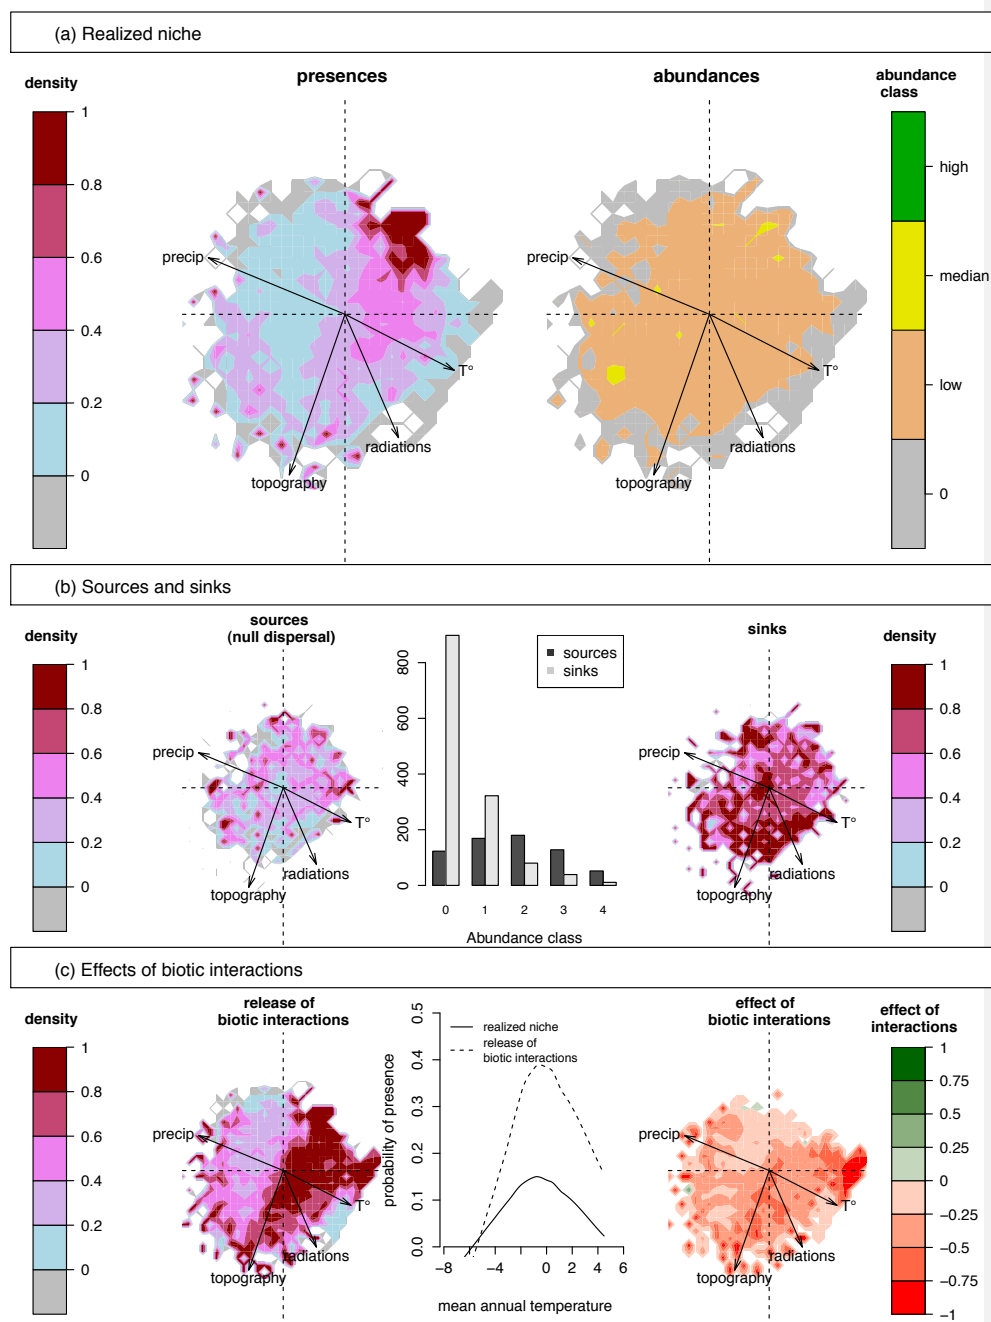 (a) Realized niche
density
presences
abundances
abundance
class
1
0.8
0.6
0.4
0.2
0
precip
T°
radiations
topography
precip
T°
radiations
topography
high
median
low
0
(b) Sources and sinks
density
sources
(null dispersal)
sinks
density
1
0.8
0.6
0.4
0.2
0
precip
T°
radiations
topography
800
600
400
200
0
sources
sinks
0 1 2 3 4
Abundance class
precip
T°
radiations
topography
1
0.8
0.6
0.4
0.2
0
(c) Effects of biotic interactions
density
release of
biotic interactions
effect of
biotic interations
effect of
interactions
1
0.8
0.6
0.4
0.2
0
precip
T°
radiations
topography
probability of presence
0.5
0.4
0.3
0.2
0.1
0.0
realized niche
release of
biotic interactions
−8 −4 −2 0 2 4 6
mean annual temperature
precip
T°
radiations
topography
1
0.75
0.5
0.25
0
−0.25
−0.5
−0.75
−1